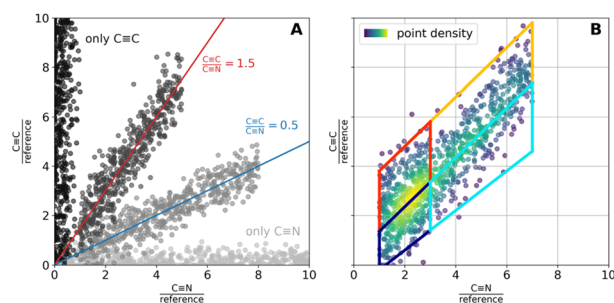 A
only C≡C
C≡C/C≡N = 1.5
C≡C/C≡N = 0.5
only C≡N
10
8
6
4
2
0
C≡C/reference
0 2 4 6 8 10
C≡N/reference
B
point density
C≡C/reference
0 2 4 6 8 10
C≡N/reference